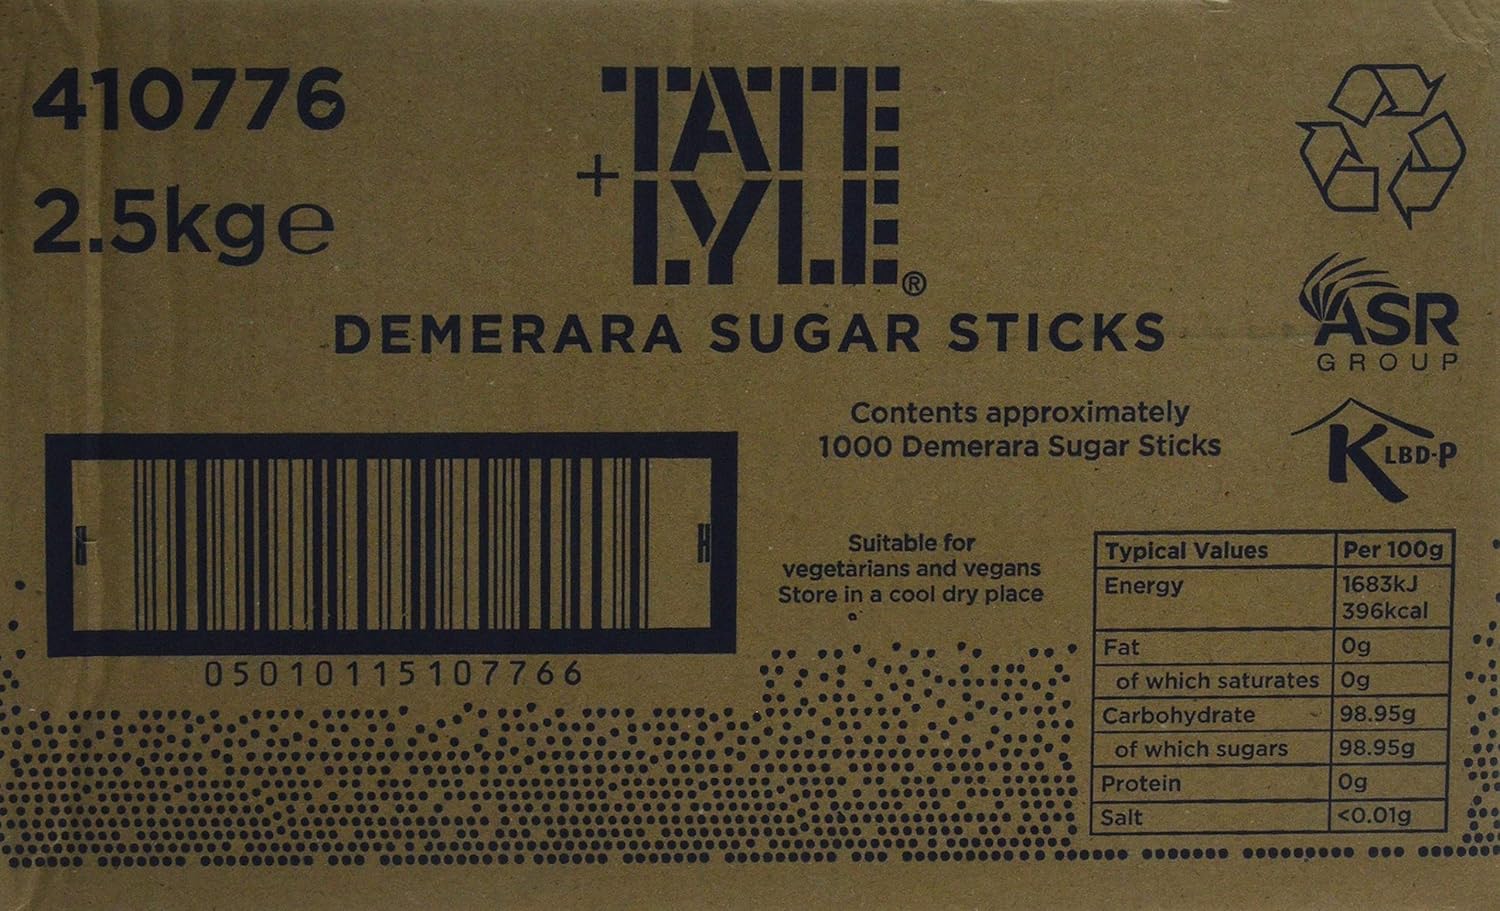 410776
2.5kg e
TATE
+ LYLE®
DEMERARA SUGAR STICKS
ASR
GROUP
Contents approximately
1000 Demerara Sugar Sticks
K LBD-P
Suitable for
vegetarians and vegans
Store in a cool dry place
H H
05010115107766
Typical Values Per 100g
Energy 1683kJ
396kcal
Fat 0g
of which saturates 0g
Carbohydrate 98.95g
of which sugars 98.95g
Protein 0g
Salt <0.01g